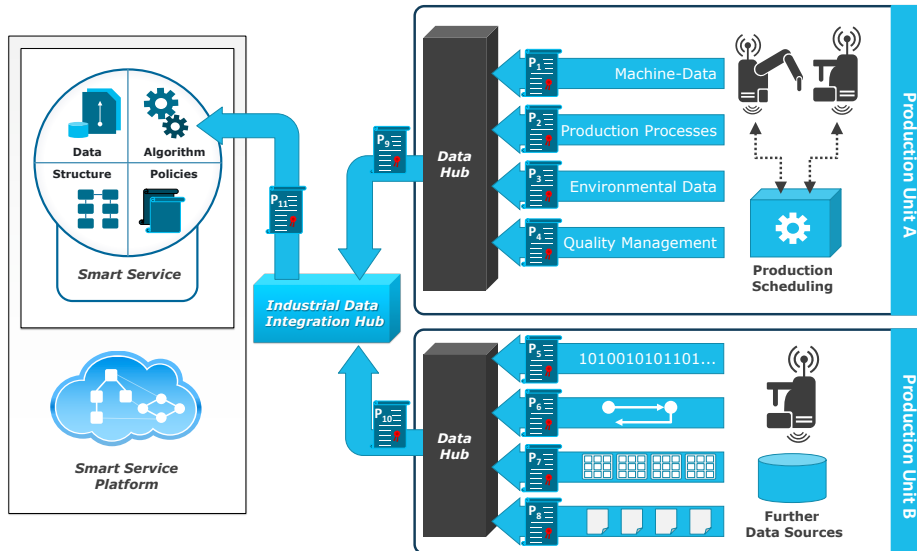 Data
Algorithm
Structure
Policies
Smart Service
Smart Service
Platform
P11
Industrial Data
Integration Hub
P9
P10
Data
Hub
P1
Machine-Data
P2
Production Processes
P3
Environmental Data
P4
Quality Management
Production
Scheduling
Production Unit A
Data
Hub
P5
1010010101101...
P6
P7
P8
Further
Data Sources
Production Unit B